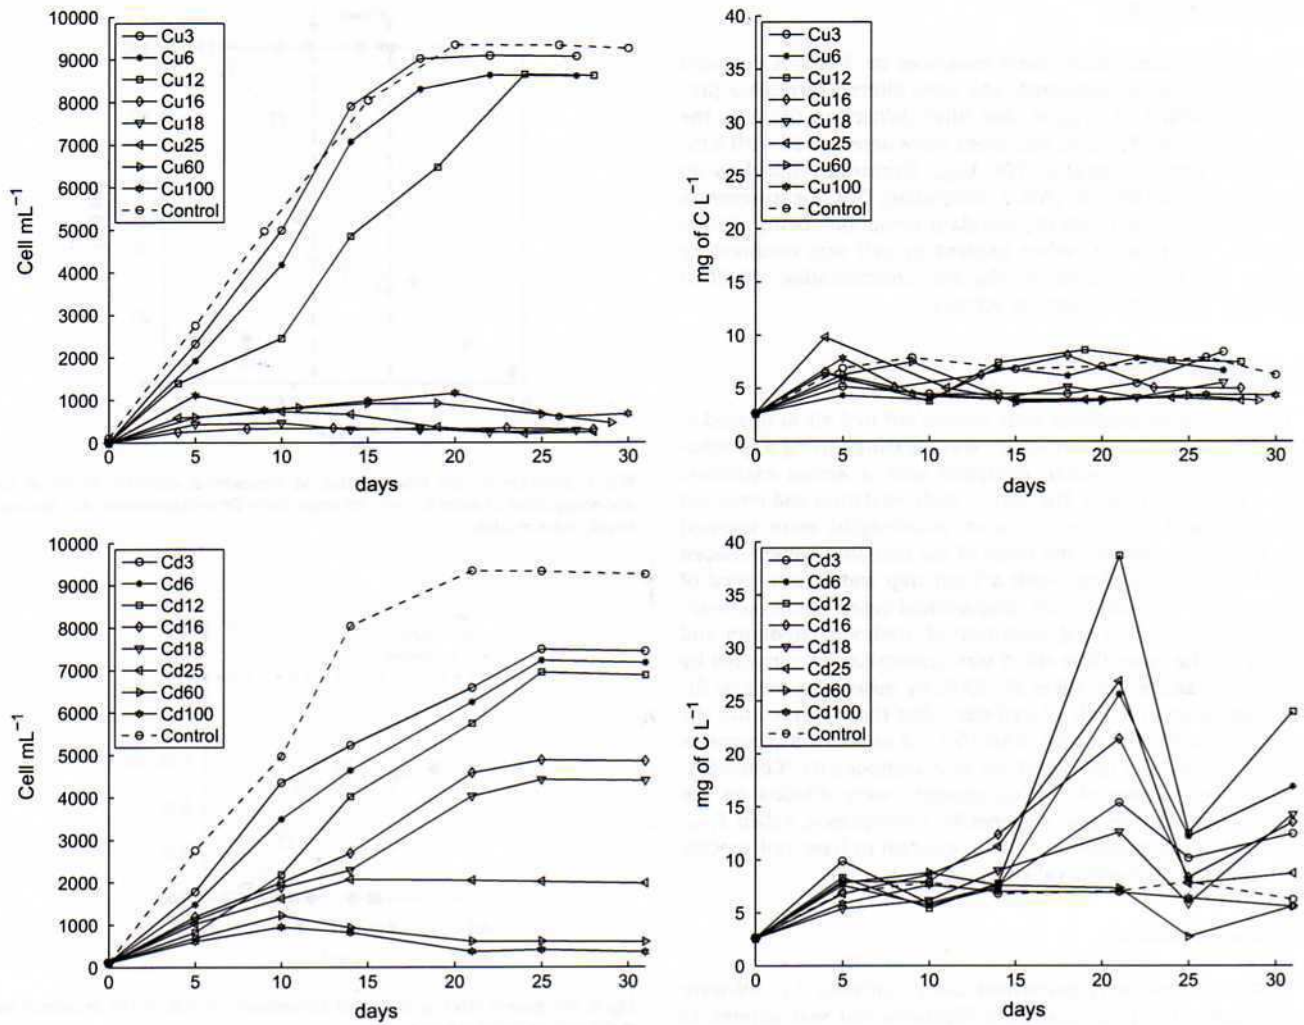 10000
9000
8000
7000
6000
5000
4000
3000
2000
1000
0
Cell mL⁻¹
Cu3
Cu6
Cu12
Cu16
Cu18
Cu25
Cu60
Cu100
Control
0 5 10 15 20 25 30
days
40
35
30
25
20
15
10
5
0
mg of C L⁻¹
Cu3
Cu6
Cu12
Cu16
Cu18
Cu25
Cu60
Cu100
Control
0 5 10 15 20 25 30
days
10000
9000
8000
7000
6000
5000
4000
3000
2000
1000
0
Cell mL⁻¹
Cd3
Cd6
Cd12
Cd16
Cd18
Cd25
Cd60
Cd100
Control
0 5 10 15 20 25 30
days
40
35
30
25
20
15
10
5
0
mg of C L⁻¹
Cd3
Cd6
Cd12
Cd16
Cd18
Cd25
Cd60
Cd100
Control
0 5 10 15 20 25 30
days